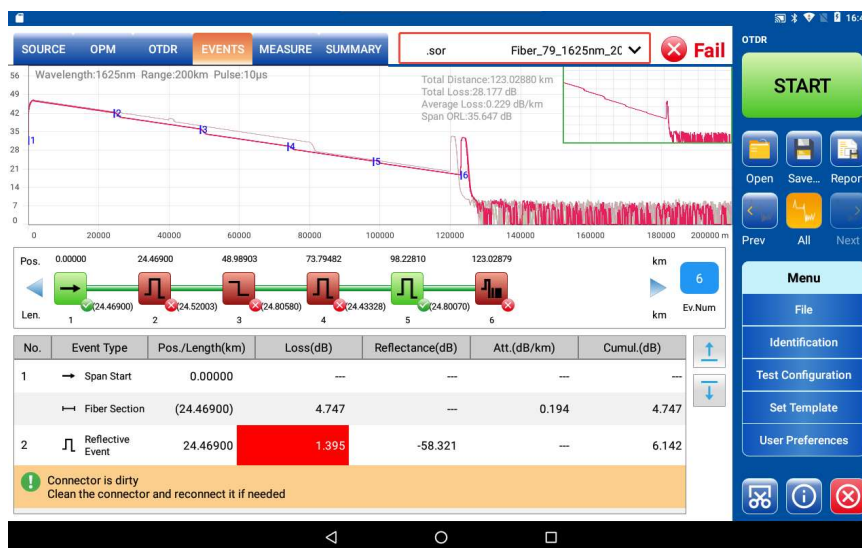 16:4
SOURCE OPM OTDR EVENTS MEASURE SUMMARY .sor Fiber_79_1625nm_20 Fail
OTDR
56 Wavelength:1625nm Range:200km Pulse:10µs
Total Distance:123.02880 km
Total Loss:28.177 dB
Average Loss:0.229 dB/km
Span ORL:35.647 dB
49
42
35
28
21
14
7
0
1
2
3
4
5
6
0 20000 40000 60000 80000 100000 120000 140000 160000 180000 200000 m
START
Open Save... Repor
Prev All Next
Pos. 0.00000 24.46900 48.98903 73.79482 98.22810 123.02879 km
Len. (24.46900) (24.52003) (24.80580) (24.43328) (24.80070) km
1 2 3 4 5 6
6
Ev.Num
No. Event Type Pos./Length(km) Loss(dB) Reflectance(dB) Att.(dB/km) Cumul.(dB)
1 Span Start 0.00000 --- --- --- ---
Fiber Section (24.46900) 4.747 --- 0.194 4.747
2 Reflective Event 24.46900 1.395 -58.321 --- 6.142
Connector is dirty
Clean the connector and reconnect it if needed
Menu
File
Identification
Test Configuration
Set Template
User Preferences